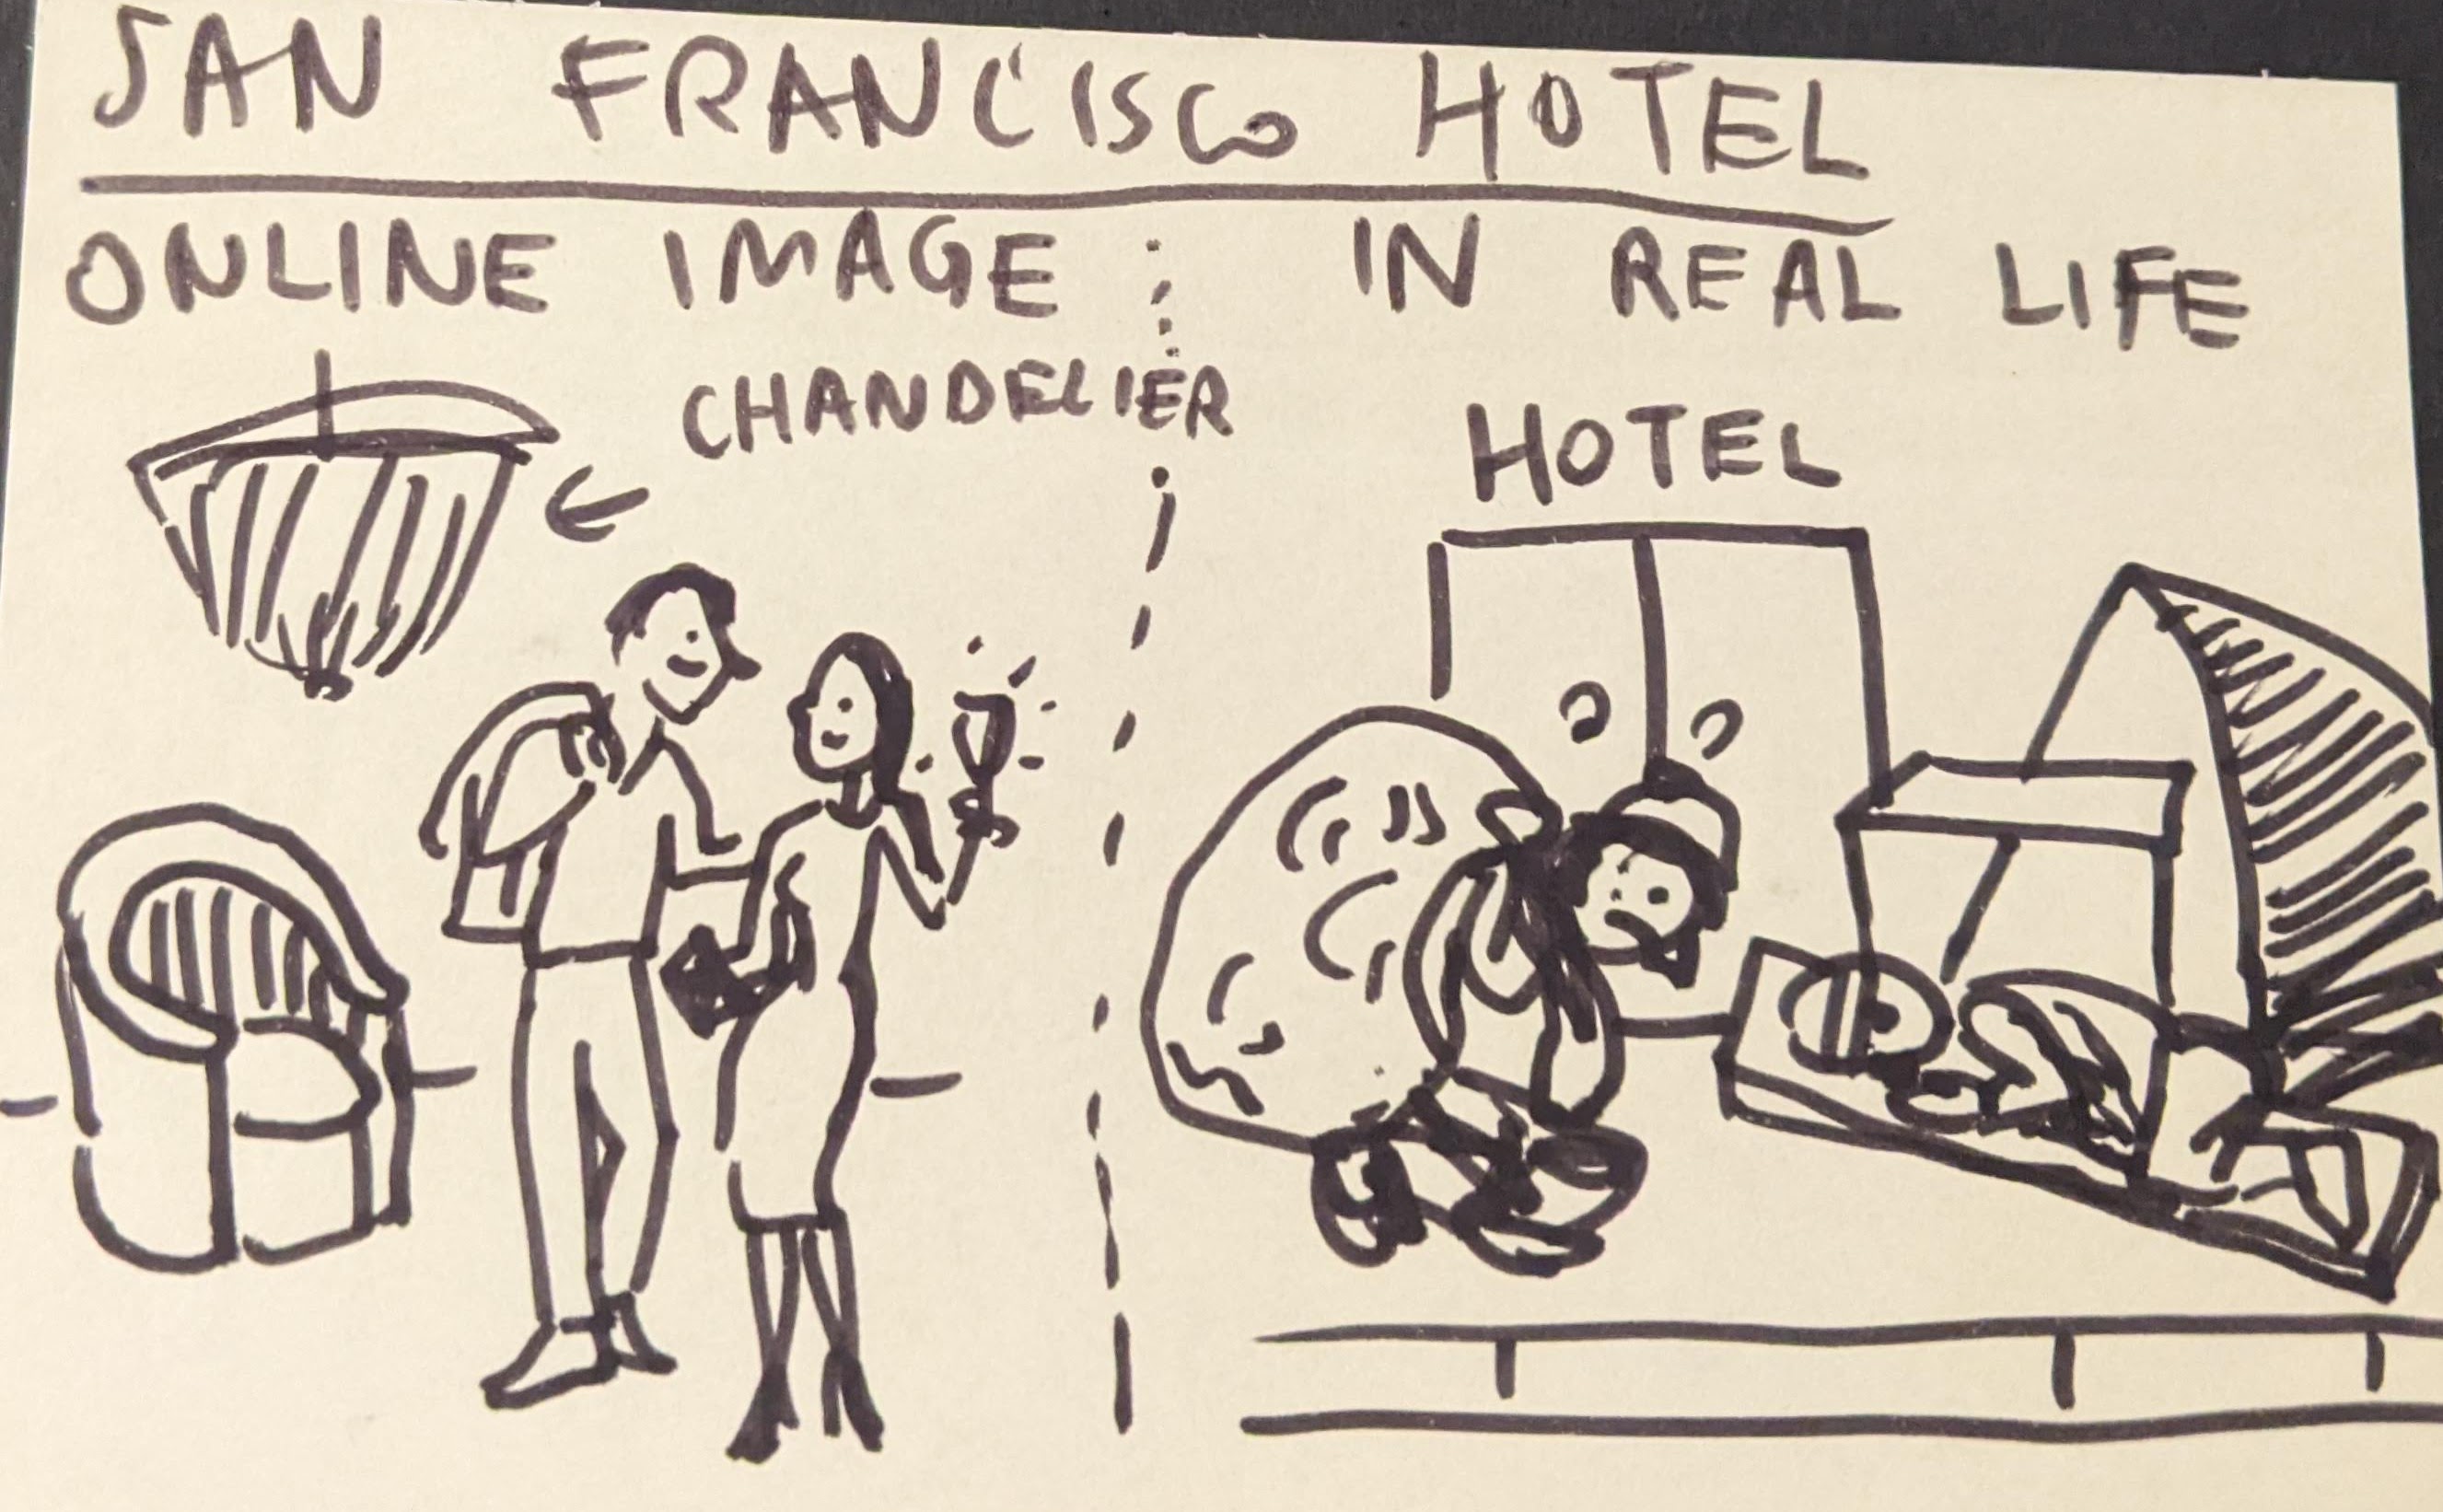 SAN FRANCISCO HOTEL
ONLINE IMAGE
IN REAL LIFE
CHANDELIER
HOTEL